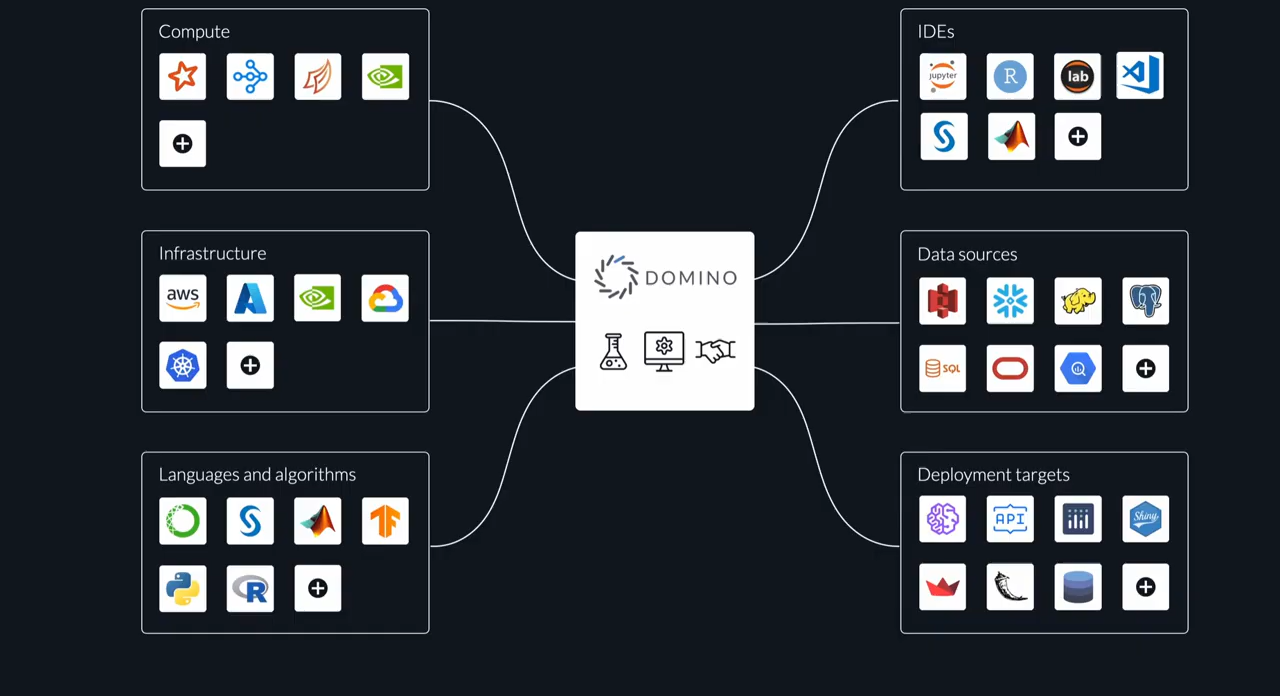 Compute
IDEs
jupyter
R
lab
Infrastructure
aws
DOMINO
Data sources
SQL
Languages and algorithms
R
Deployment targets
API
Shiny